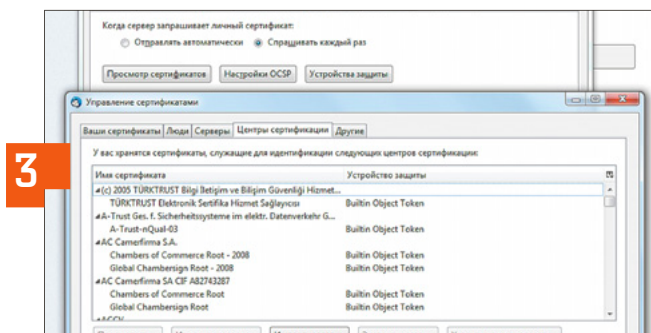 Когда сервер запрашивает личный сертификат:
Отправлять автоматически Спрашивать каждый раз
Просмотр сертификатов Настройки OCSP Устройства защиты
Управление сертификатами
Ваши сертификаты Люди Серверы Центры сертификации Другие
3
У вас хранятся сертификаты, служащие для идентификации следующих центров сертификации:
Имя сертификата Устройство защиты
(c) 2005 TÜRKTRUST Bilgi İletişim ve Bilişim Güvenliği Hizmet...
TÜRKTRUST Elektronik Sertifika Hizmet Sağlayıcısı Builtin Object Token
A-Trust Ges. f. Sicherheitssysteme im elektr. Datenverkehr G...
A-Trust-nQual-03 Builtin Object Token
AC Camerfirma S.A.
Chambers of Commerce Root - 2008 Builtin Object Token
Global Chambersign Root - 2008 Builtin Object Token
AC Camerfirma SA CIF A82743287
Chambers of Commerce Root Builtin Object Token
Global Chambersign Root Builtin Object Token